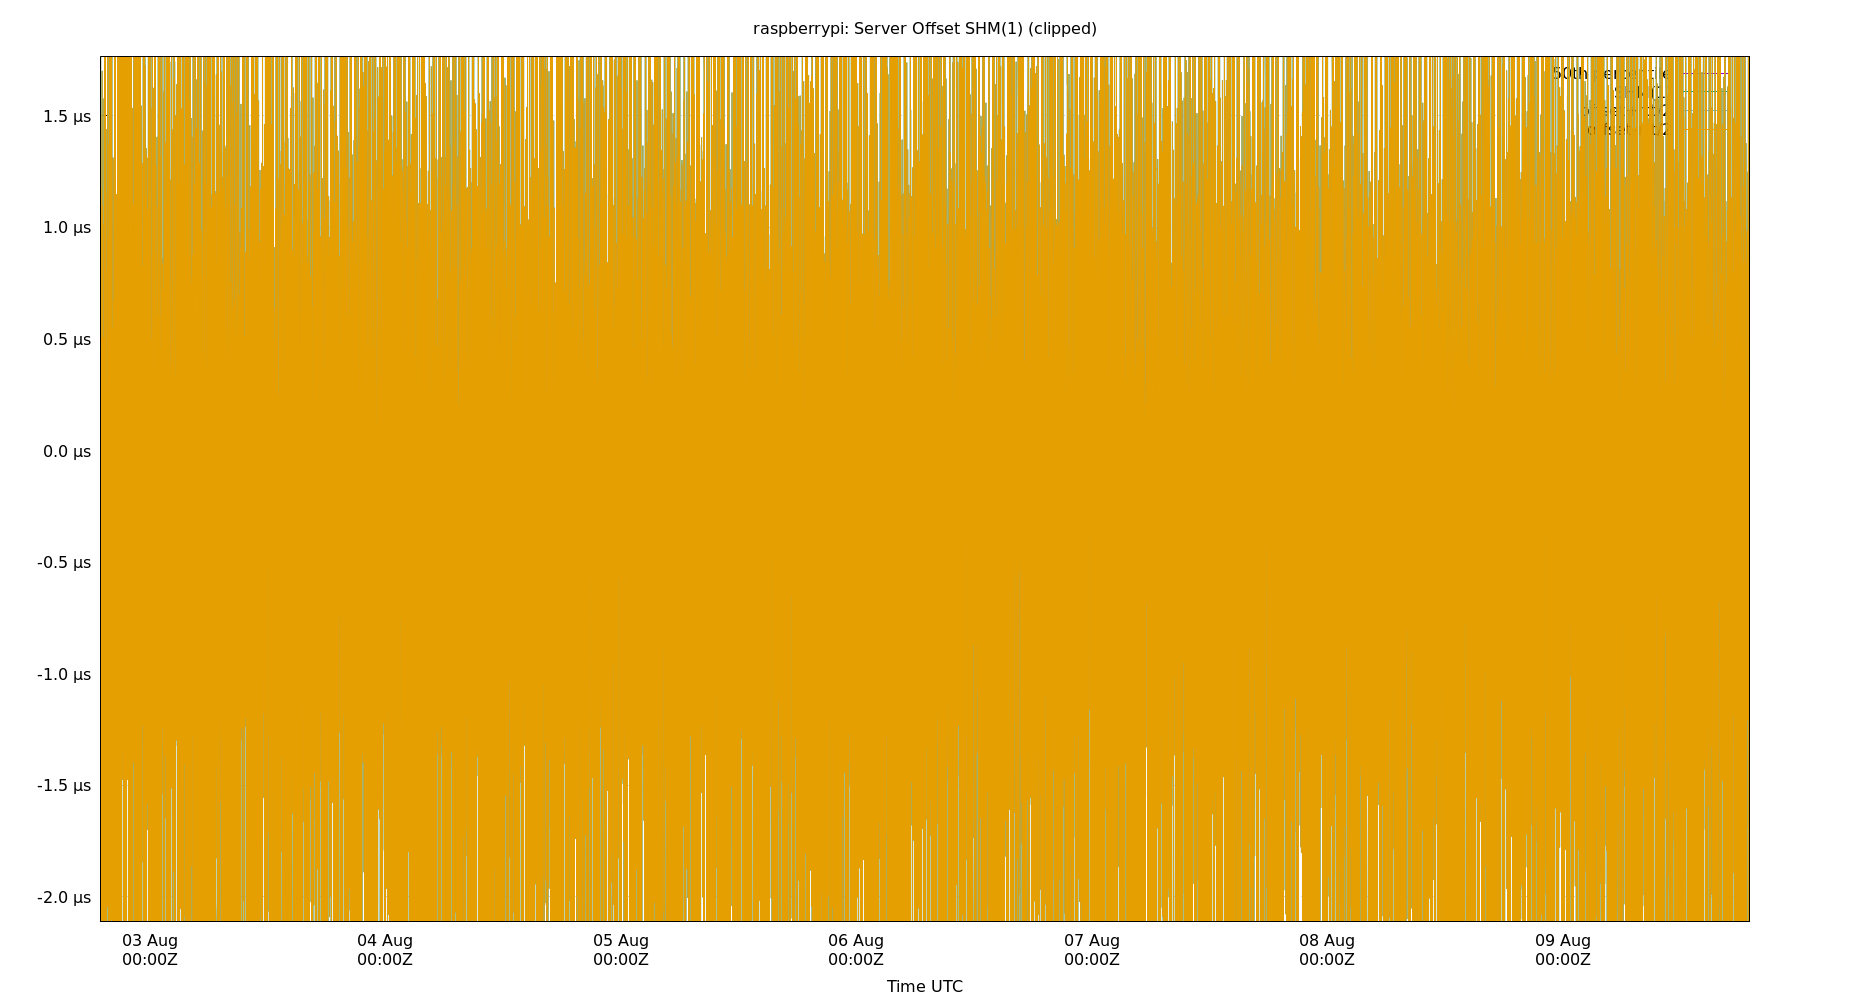 raspberrypi: Server Offset SHM(1) (clipped)
50th
1.5 µs
1.0 µs
0.5 µs
0.0 µs
-0.5 µs
-1.0 µs
-1.5 µs
-2.0 µs
03 Aug 04 Aug 05 Aug 06 Aug 07 Aug 08 Aug 09 Aug
00:00Z 00:00Z 00:00Z 00:00Z 00:00Z 00:00Z 00:00Z
Time UTC